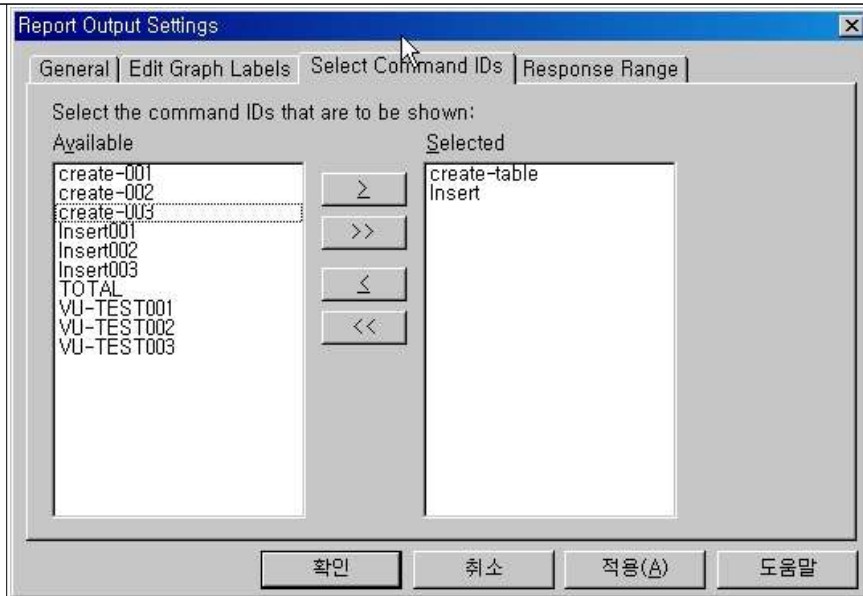 Report Output Settings
General Edit Graph Labels Select Command IDs Response Range
Select the command IDs that are to be shown:
Available
create-001
create-002
create-003
Insert001
Insert002
Insert003
TOTAL
VU-TEST001
VU-TEST002
VU-TEST003
>
>>
<
<<
Selected
create-table
Insert
확인 취소 적용(A) 도움말